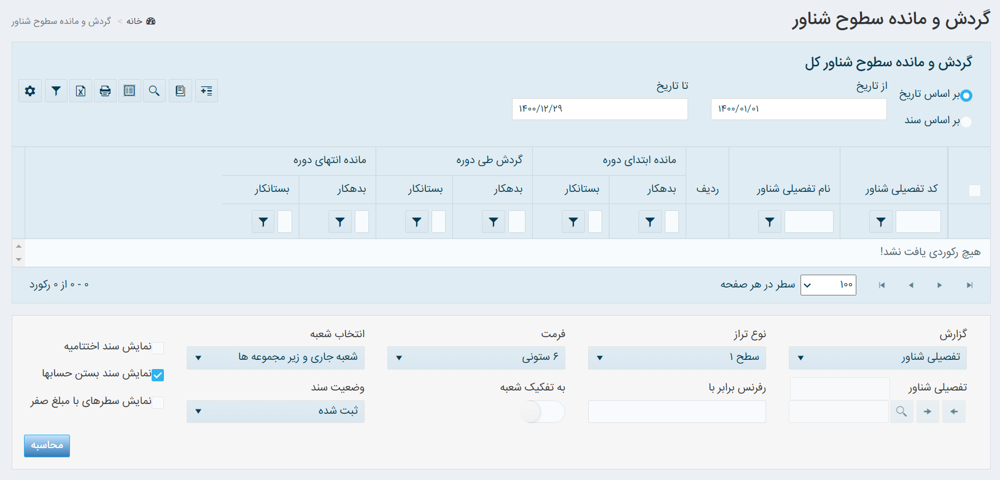 گردش و مانده سطوح شناور
خانه > گردش و مانده سطوح شناور
گردش و مانده سطوح شناور کل
بر اساس تاریخ
از تاریخ
تا تاریخ
۱۴۰۰/۰۱/۰۱
۱۴۰۰/۱۲/۲۹
بر اساس سند
مانده ابتدای دوره
گردش طی دوره
مانده انتهای دوره
کد تفصیلی شناور
نام تفصیلی شناور
ردیف
بدهکار
بستانکار
بدهکار
بستانکار
بدهکار
بستانکار
هیچ رکوردی یافت نشد!
۱۰۰
سطر در هر صفحه
۰ - ۰ از ۰ رکورد
گزارش
نوع تراز
فرمت
انتخاب شعبه
تفصیلی شناور
سطح ۱
۶ ستونی
شعبه جاری و زیر مجموعه ها
نمایش سند اختتامیه
نمایش سند بستن حسابها
تفصیلی شناور
رفرنس برابر با
به تفکیک شعبه
وضعیت سند
ثبت شده
نمایش سطرهای با مبلغ صفر
محاسبه